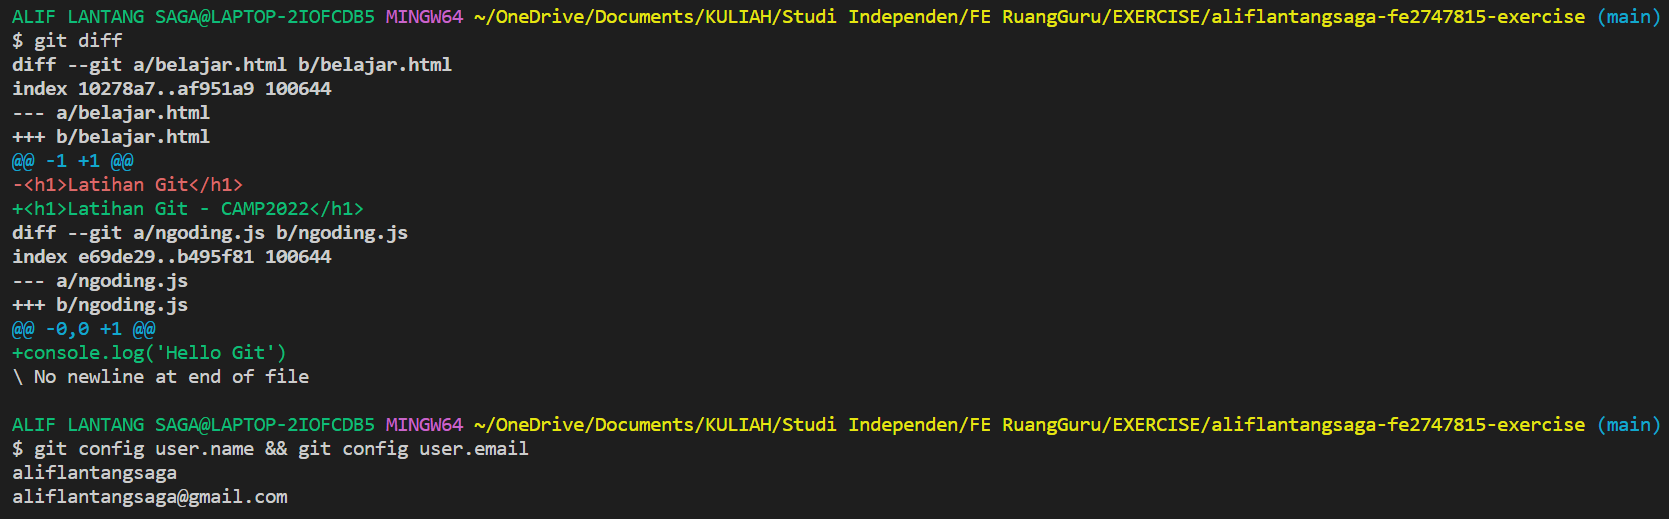 ALIF LANTANG SAGA@LAPTOP-2IOFCDB5 MINGW64 ~/OneDrive/Documents/KULIAH/Studi Independen/FE RuangGuru/EXERCISE/aliflantangsaga-fe2747815-exercise (main)
$ git diff
diff --git a/belajar.html b/belajar.html
index 10278a7..af951a9 100644
--- a/belajar.html
+++ b/belajar.html
@@ -1 +1 @@
-<h1>Latihan Git</h1>
+<h1>Latihan Git - CAMP2022</h1>
diff --git a/ngoding.js b/ngoding.js
index e69de29..b495f81 100644
--- a/ngoding.js
+++ b/ngoding.js
@@ -0,0 +1 @@
+console.log('Hello Git')
\ No newline at end of file
ALIF LANTANG SAGA@LAPTOP-2IOFCDB5 MINGW64 ~/OneDrive/Documents/KULIAH/Studi Independen/FE RuangGuru/EXERCISE/aliflantangsaga-fe2747815-exercise (main)
$ git config user.name && git config user.email
aliflantangsaga
aliflantangsaga@gmail.com